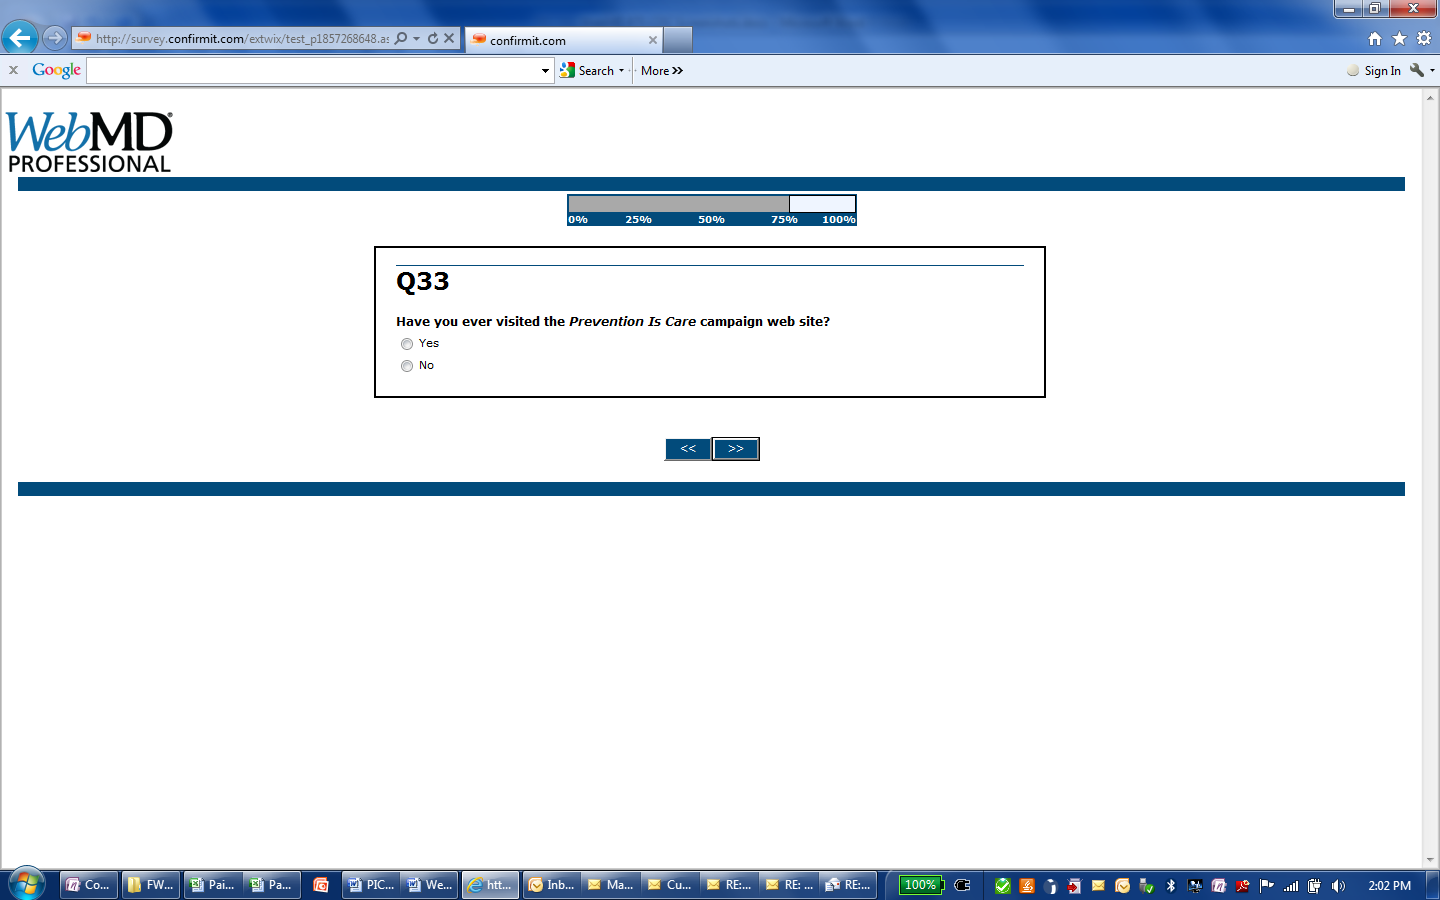 http://survey.confirmit.com/extwix/test_p1857268648.as
confirmit.com
x Google Search More >> Sign In
WebMD
PROFESSIONAL
0% 25% 50% 75% 100%
Q33
Have you ever visited the Prevention Is Care campaign web site?
Yes
No
<< >>
Co... FW... Pai... Pa... PIC... We... htt... Inb... Ma... Cu... RE:... RE: ... RE:... 100% 2:02 PM